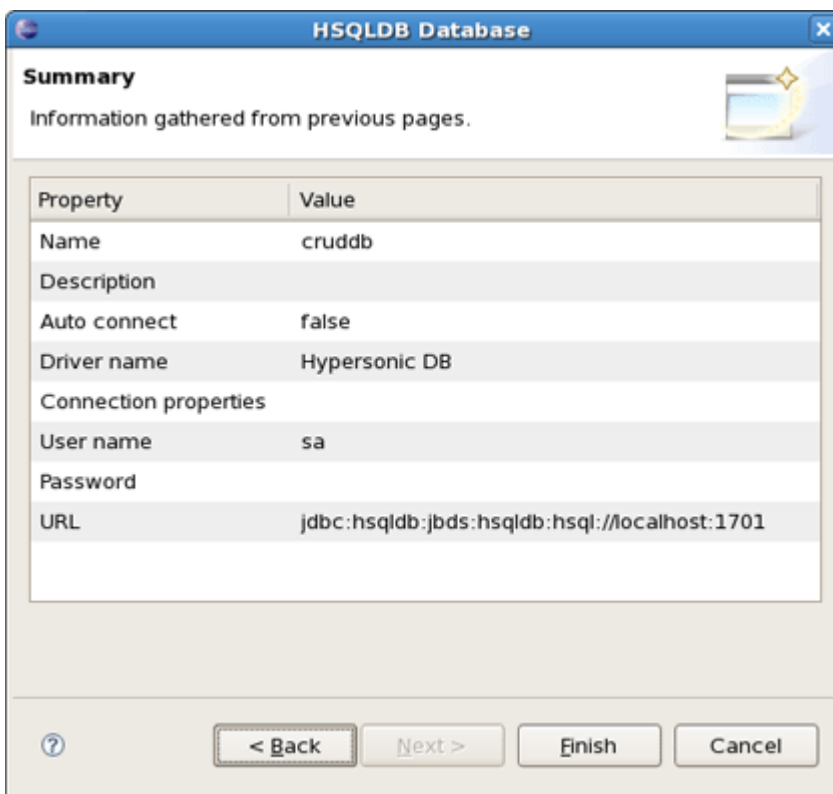 HSQLDB Database
Summary
Information gathered from previous pages.
Property Value
Name cruddb
Description
Auto connect false
Driver name Hypersonic DB
Connection properties
User name sa
Password
URL jdbc:hsqldb:jbds:hsqldb:hsql://localhost:1701
? < Back Next > Finish Cancel